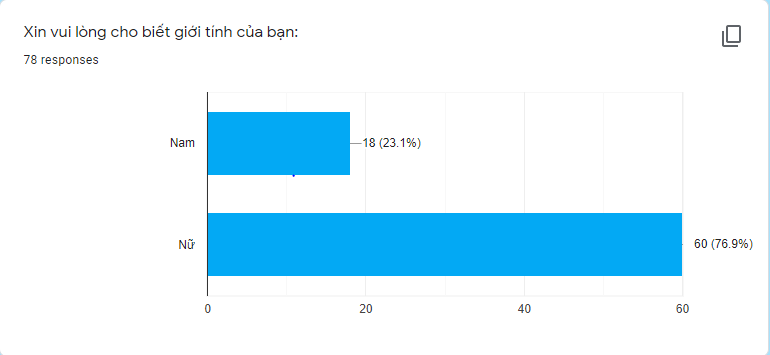 Xin vui lòng cho biết giới tính của bạn:
78 responses
Nam
18 (23.1%)
Nữ
60 (76.9%)
0
20
40
60